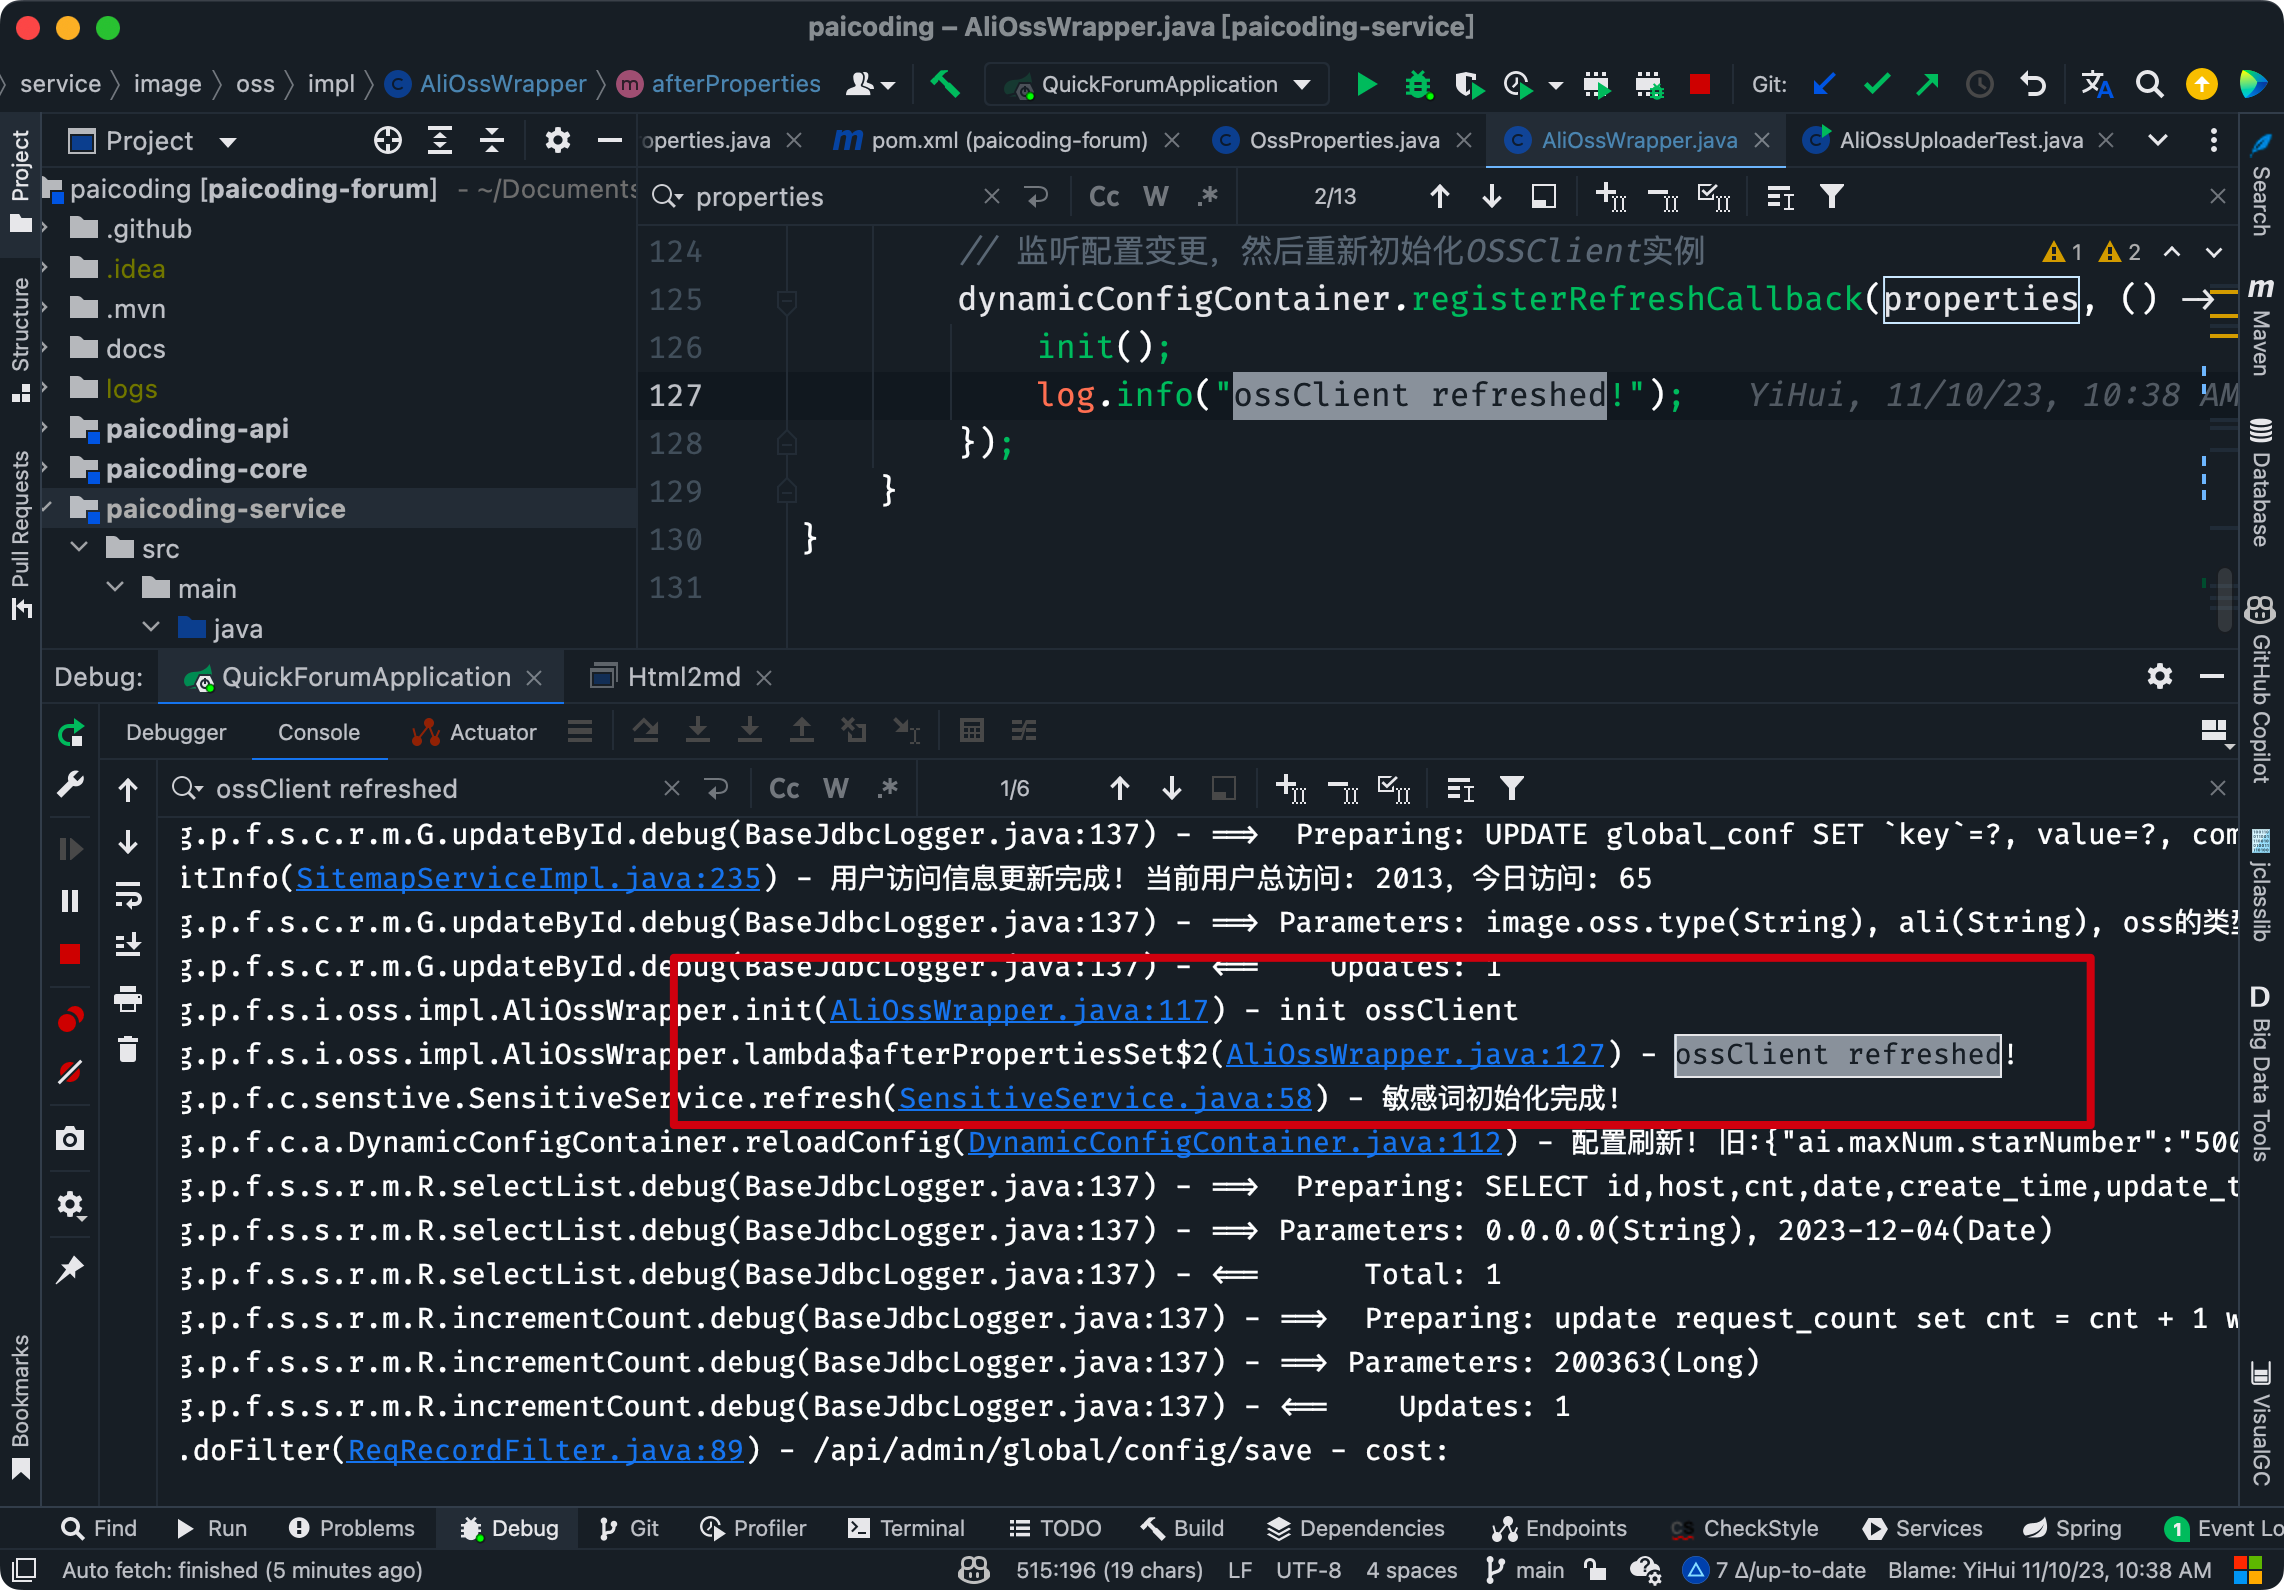 paicoding – AliOssWrapper.java [paicoding-service]
service image oss impl AliOssWrapper afterProperties QuickForumApplication Git:
Project
operties.java pom.xml (paicoding-forum) OssProperties.java AliOssWrapper.java AliOssUploaderTest.java
properties Cc W .* 2/13
paicoding [paicoding-forum] - ~/Documents
.github
.idea
.mvn
docs
logs
paicoding-api
paicoding-core
paicoding-service
src
main
java
124 // 监听配置变更，然后重新初始化OSSClient实例
1 2
125 dynamicConfigContainer.registerRefreshCallback(properties, () →
126 init();
127 log.info("ossClient refreshed!"); YiHui, 11/10/23, 10:38 AM
128 });
129 }
130 }
131
Project
Structure
Pull Requests
Bookmarks
Search
Maven
Database
GitHub Copilot
jclasslib
Big Data Tools
VisualGC
Debug: QuickForumApplication Html2md
Debugger Console Actuator
ossClient refreshed Cc W .* 1/6
g.p.f.s.c.r.m.G.updateById.debug(BaseJdbcLogger.java:137) - ==> Preparing: UPDATE global_conf SET `key`=?, value=?, com
itInfo(SitemapServiceImpl.java:235) - 用户访问信息更新完成! 当前用户总访问: 2013，今日访问: 65
g.p.f.s.c.r.m.G.updateById.debug(BaseJdbcLogger.java:137) - ==> Parameters: image.oss.type(String), ali(String), oss的类型
g.p.f.s.c.r.m.G.updateById.debug(BaseJdbcLogger.java:137) - <== Updates: 1
g.p.f.s.i.oss.impl.AliOssWrapper.init(AliOssWrapper.java:117) - init ossClient
g.p.f.s.i.oss.impl.AliOssWrapper.lambda$afterPropertiesSet$2(AliOssWrapper.java:127) - ossClient refreshed!
g.p.f.c.senstive.SensitiveService.refresh(SensitiveService.java:58) - 敏感词初始化完成!
g.p.f.c.a.DynamicConfigContainer.reloadConfig(DynamicConfigContainer.java:112) - 配置刷新! 旧:{"ai.maxNum.starNumber":"500
g.p.f.s.s.r.m.R.selectList.debug(BaseJdbcLogger.java:137) - ==> Preparing: SELECT id,host,cnt,date,create_time,update_t
g.p.f.s.s.r.m.R.selectList.debug(BaseJdbcLogger.java:137) - ==> Parameters: 0.0.0.0(String), 2023-12-04(Date)
g.p.f.s.s.r.m.R.selectList.debug(BaseJdbcLogger.java:137) - <== Total: 1
g.p.f.s.s.r.m.R.incrementCount.debug(BaseJdbcLogger.java:137) - ==> Preparing: update request_count set cnt = cnt + 1 w
g.p.f.s.s.r.m.R.incrementCount.debug(BaseJdbcLogger.java:137) - ==> Parameters: 200363(Long)
g.p.f.s.s.r.m.R.incrementCount.debug(BaseJdbcLogger.java:137) - <== Updates: 1
.doFilter(ReqRecordFilter.java:89) - /api/admin/global/config/save - cost:
Find Run Problems Debug Git Profiler Terminal TODO Build Dependencies Endpoints CheckStyle Services Spring 1 Event Lo
Auto fetch: finished (5 minutes ago) 515:196 (19 chars) LF UTF-8 4 spaces main 7 Δ/up-to-date Blame: YiHui 11/10/23, 10:38 AM